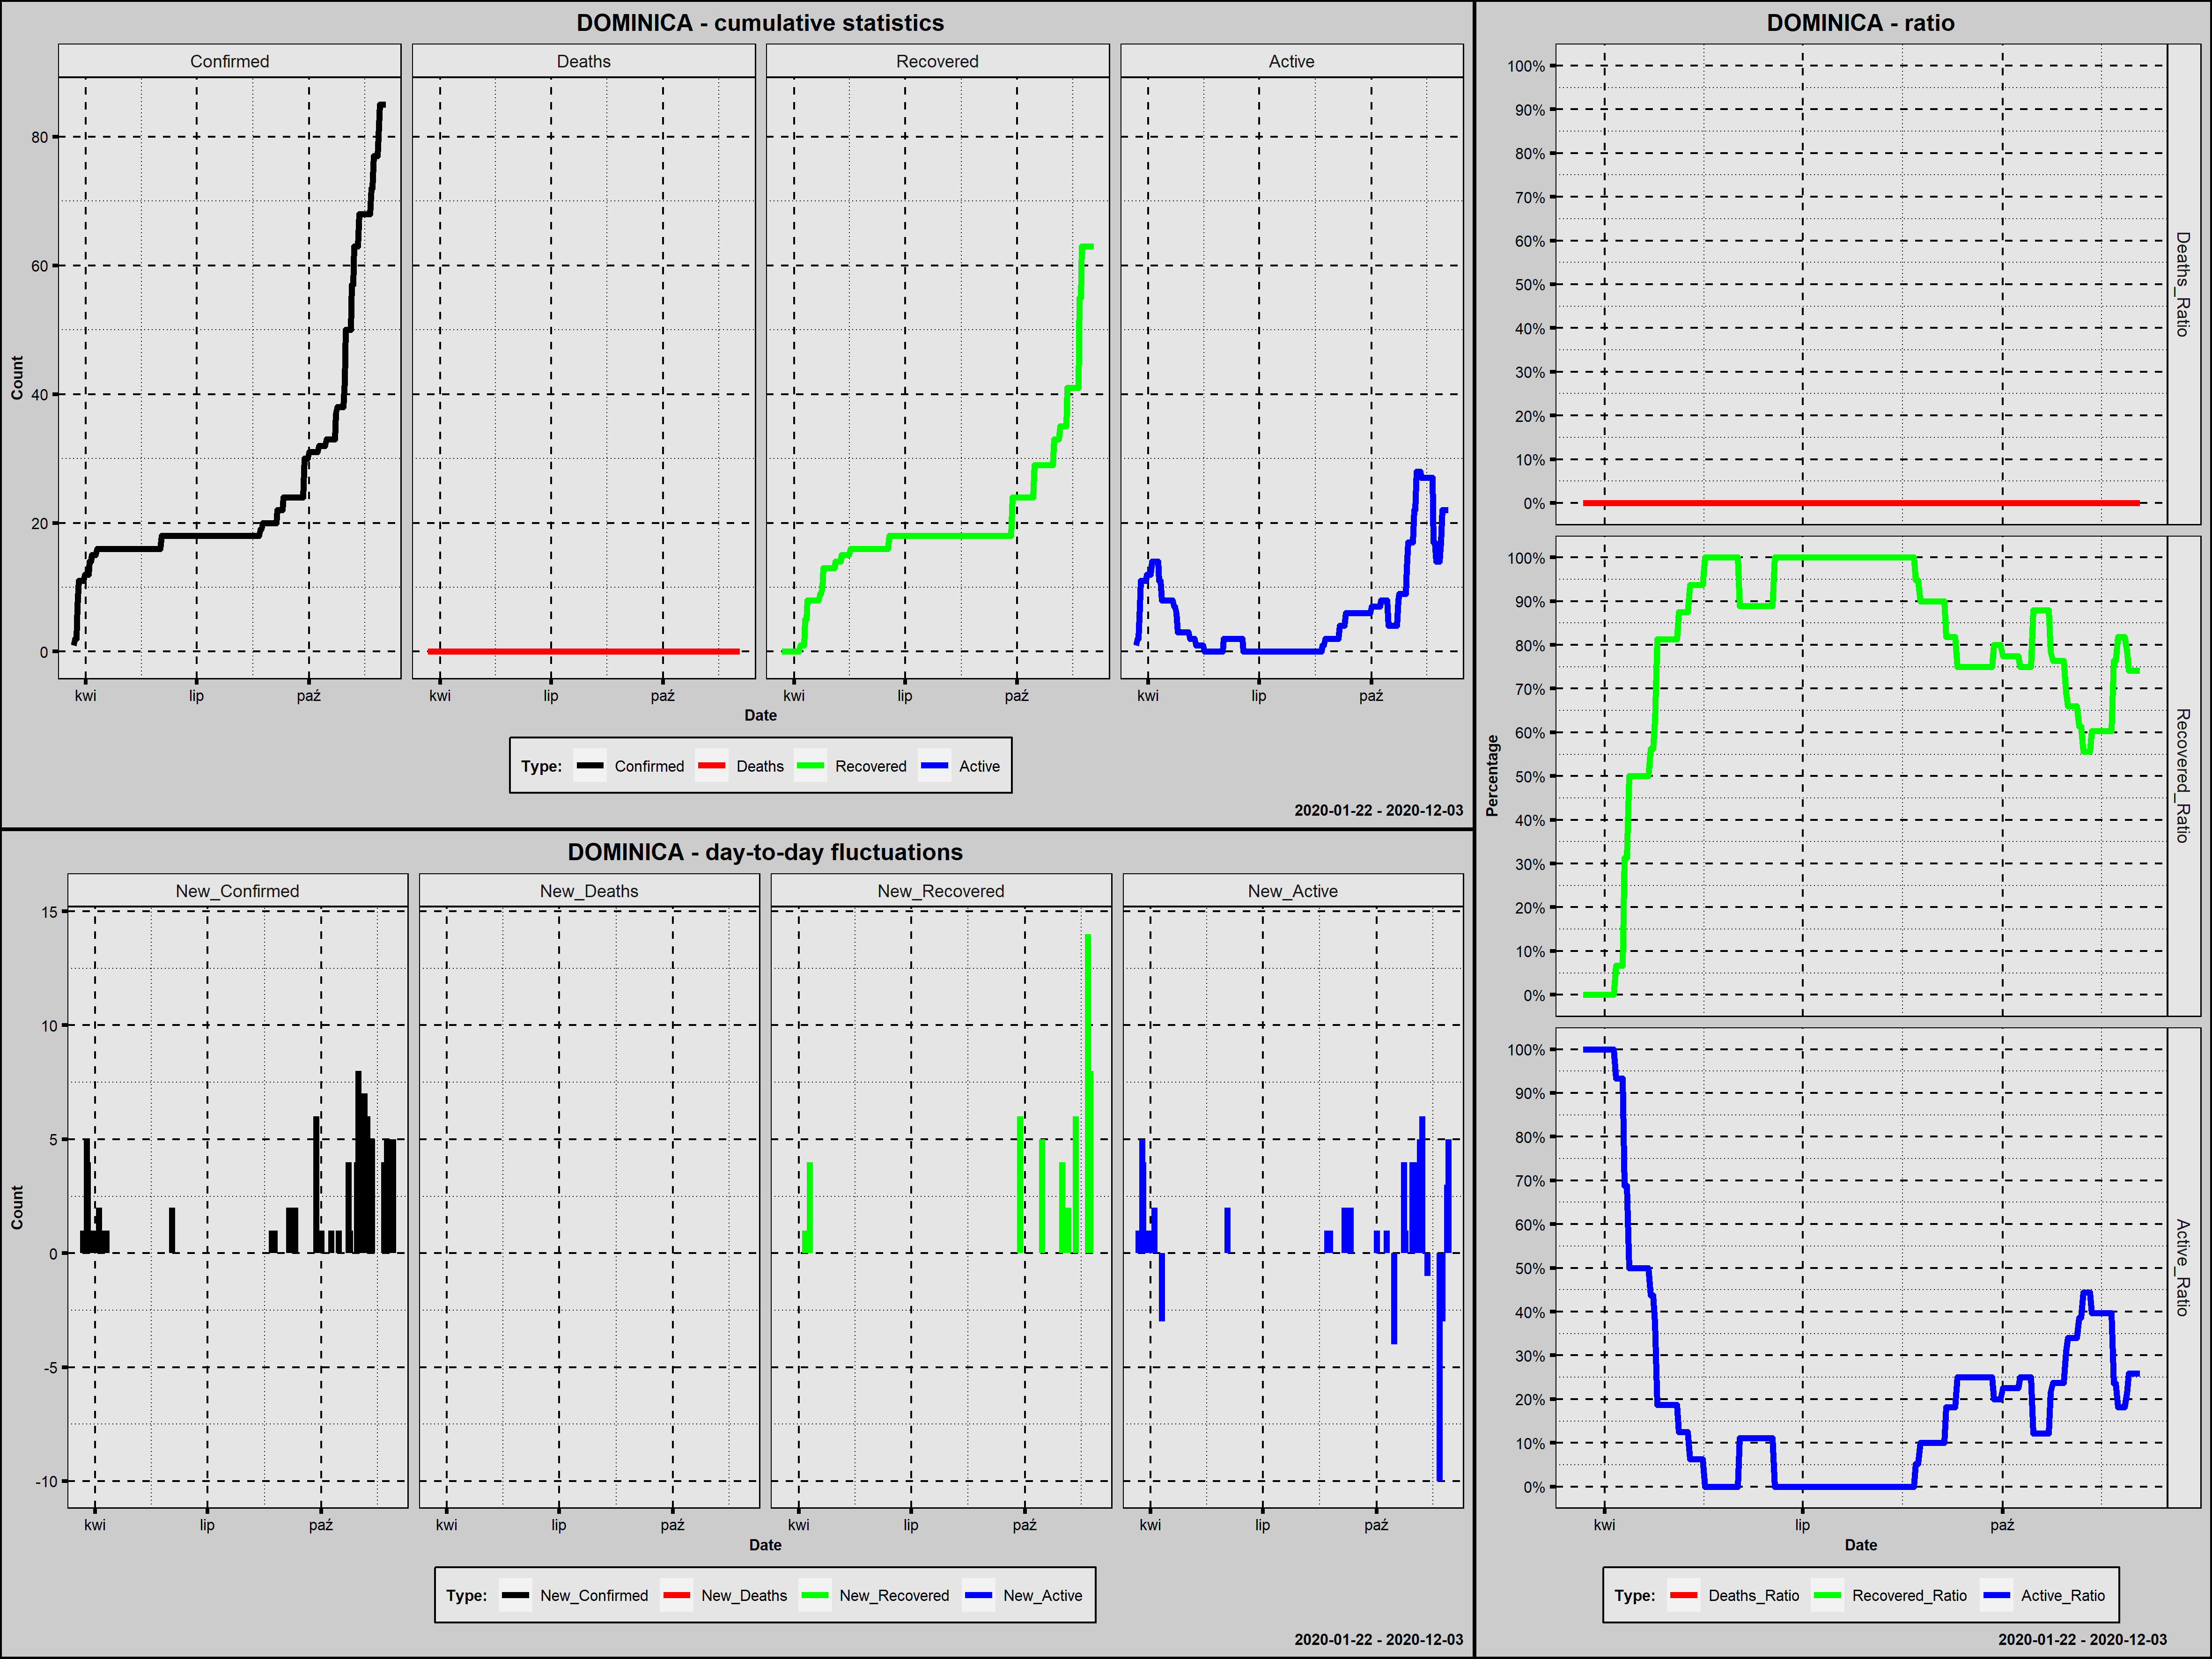 DOMINICA - cumulative statistics
Confirmed Deaths Recovered Active
Count
80
60
40
20
0
kwi lip paź kwi lip paź kwi lip paź kwi lip paź
Date
Type: Confirmed Deaths Recovered Active
2020-01-22 - 2020-12-03
DOMINICA - day-to-day fluctuations
New_Confirmed New_Deaths New_Recovered New_Active
Count
15
10
5
0
-5
-10
kwi lip paź kwi lip paź kwi lip paź kwi lip paź
Date
Type: New_Confirmed New_Deaths New_Recovered New_Active
2020-01-22 - 2020-12-03
DOMINICA - ratio
Percentage
100%
90%
80%
70%
60%
50%
40%
30%
20%
10%
0%
Deaths_Ratio
100%
90%
80%
70%
60%
50%
40%
30%
20%
10%
0%
Recovered_Ratio
100%
90%
80%
70%
60%
50%
40%
30%
20%
10%
0%
Active_Ratio
kwi lip paź
Date
Type: Deaths_Ratio Recovered_Ratio Active_Ratio
2020-01-22 - 2020-12-03